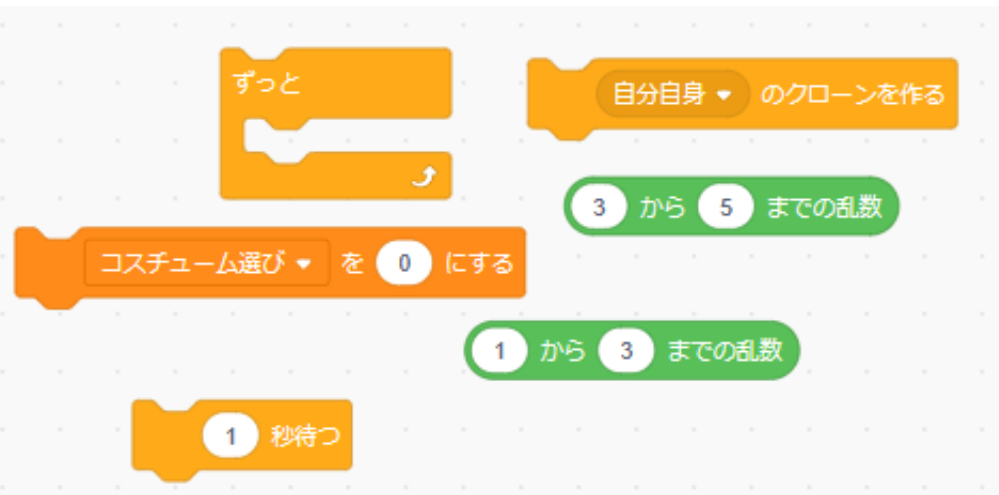 ずっと
自分自身 のクローンを作る
3 から 5 までの乱数
コスチューム選び を 0 にする
1 から 3 までの乱数
1 秒待つ